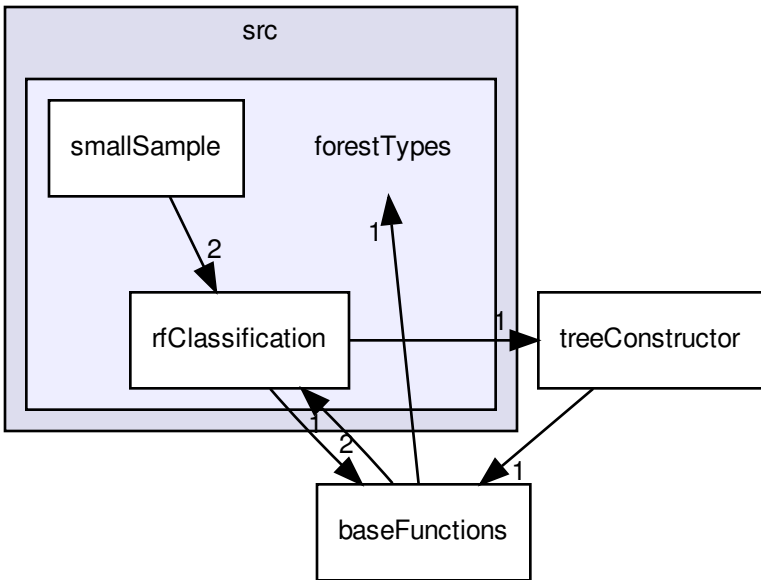 src
smallSample
forestTypes
1
2
rfClassification
1
treeConstructor
1
2
1
baseFunctions